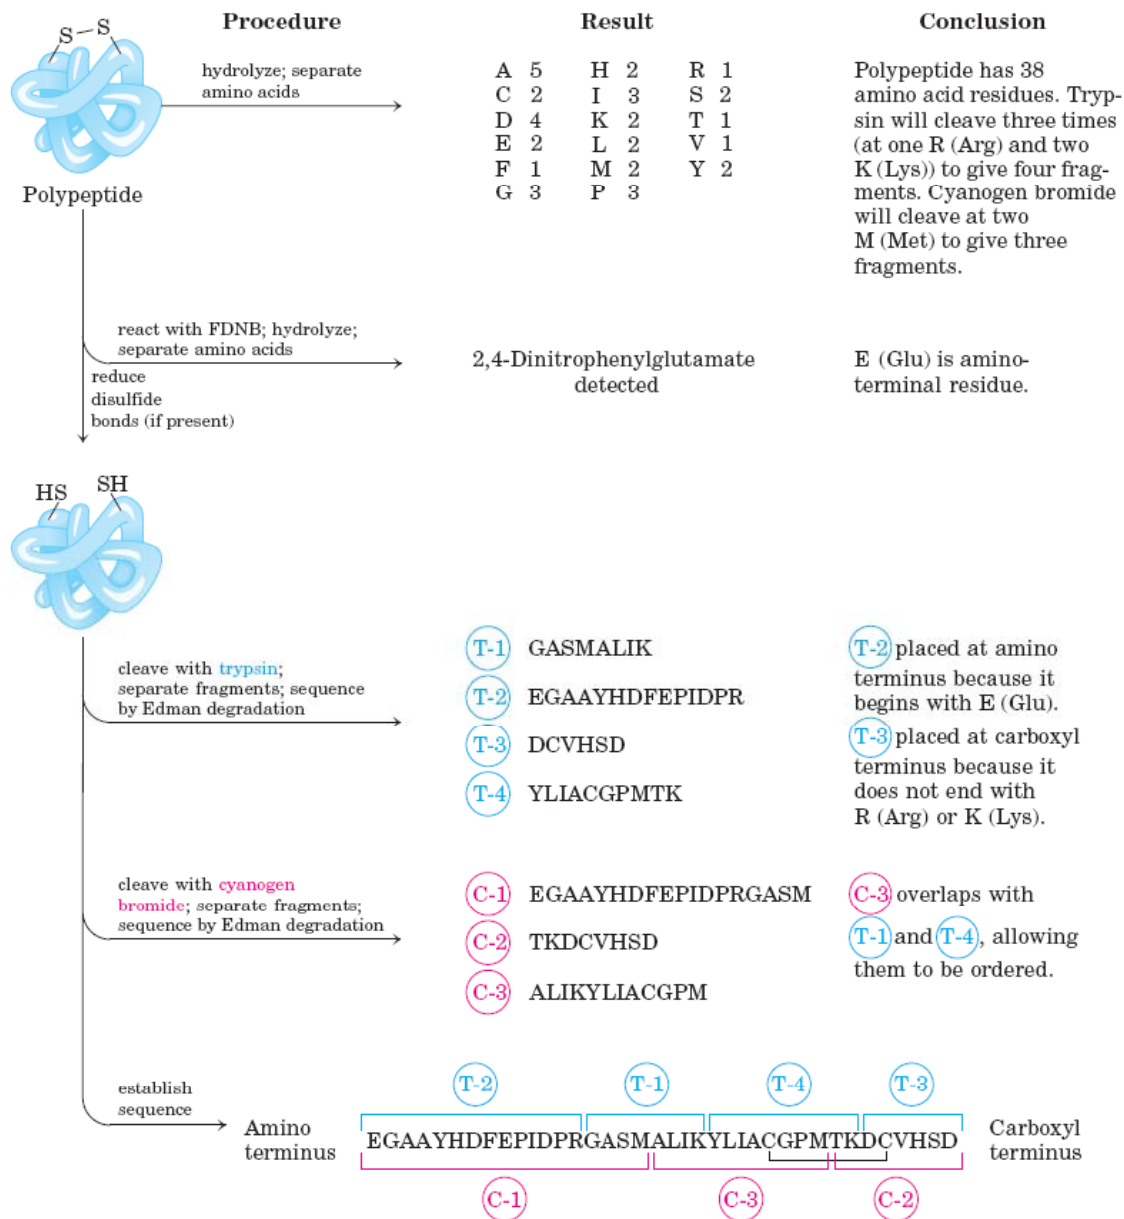 Procedure
Result
Conclusion
S–S
Polypeptide
hydrolyze; separate
amino acids
A 5 H 2 R 1
C 2 I 3 S 2
D 4 K 2 T 1
E 2 L 2 V 1
F 1 M 2 Y 2
G 3 P 3
Polypeptide has 38
amino acid residues. Tryp-
sin will cleave three times
(at one R (Arg) and two
K (Lys)) to give four frag-
ments. Cyanogen bromide
will cleave at two
M (Met) to give three
fragments.
react with FDNB; hydrolyze;
separate amino acids
2,4-Dinitrophenylglutamate
detected
E (Glu) is amino-
terminal residue.
reduce
disulfide
bonds (if present)
HS SH
cleave with trypsin;
separate fragments; sequence
by Edman degradation
T-1 GASMALIK
T-2 EGAAYHDFEPIDPR
T-3 DCVHSD
T-4 YLIACGPMTK
T-2 placed at amino
terminus because it
begins with E (Glu).
T-3 placed at carboxyl
terminus because it
does not end with
R (Arg) or K (Lys).
cleave with cyanogen
bromide; separate fragments;
sequence by Edman degradation
C-1 EGAAYHDFEPIDPRGASM
C-2 TKDCVHSD
C-3 ALIKYLIACGPM
C-3 overlaps with
T-1 and T-4, allowing
them to be ordered.
establish
sequence
T-2 T-1 T-4 T-3
Amino
terminus
EGAAYHDFEPIDPRGASMALIKYLIACGPMTKDCVHSD
Carboxyl
terminus
C-1 C-3 C-2